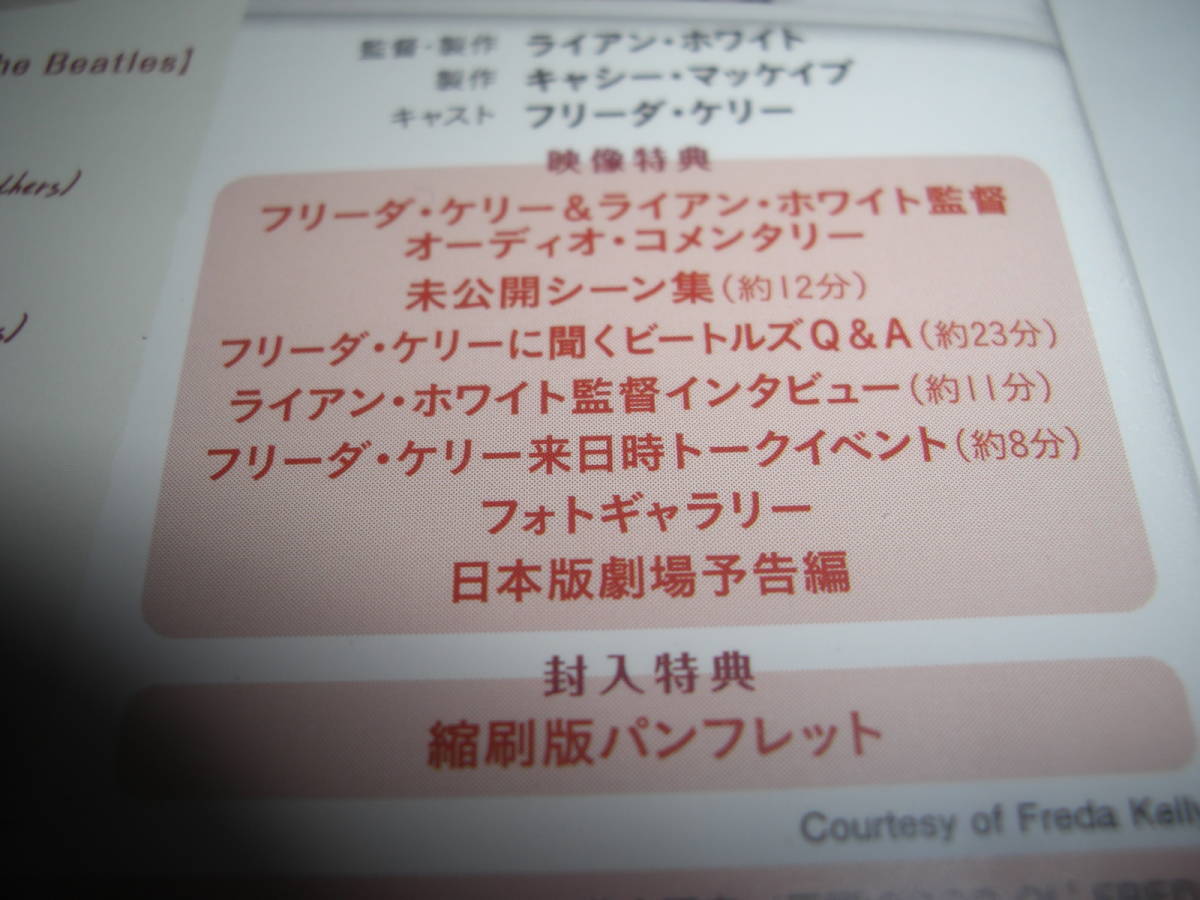 he Beatles]
thers)
s)
監督・製作 ライアン・ホワイト
製作 キャシー・マッケイブ
キャスト フリーダ・ケリー
映像特典
フリーダ・ケリー＆ライアン・ホワイト監督
オーディオ・コメンタリー
未公開シーン集(約12分)
フリーダ・ケリーに聞くビートルズQ＆A(約23分)
ライアン・ホワイト監督インタビュー(約11分)
フリーダ・ケリー来日時トークイベント(約8分)
フォトギャラリー
日本版劇場予告編
封入特典
縮刷版パンフレット
Courtesy of Freda Kelly